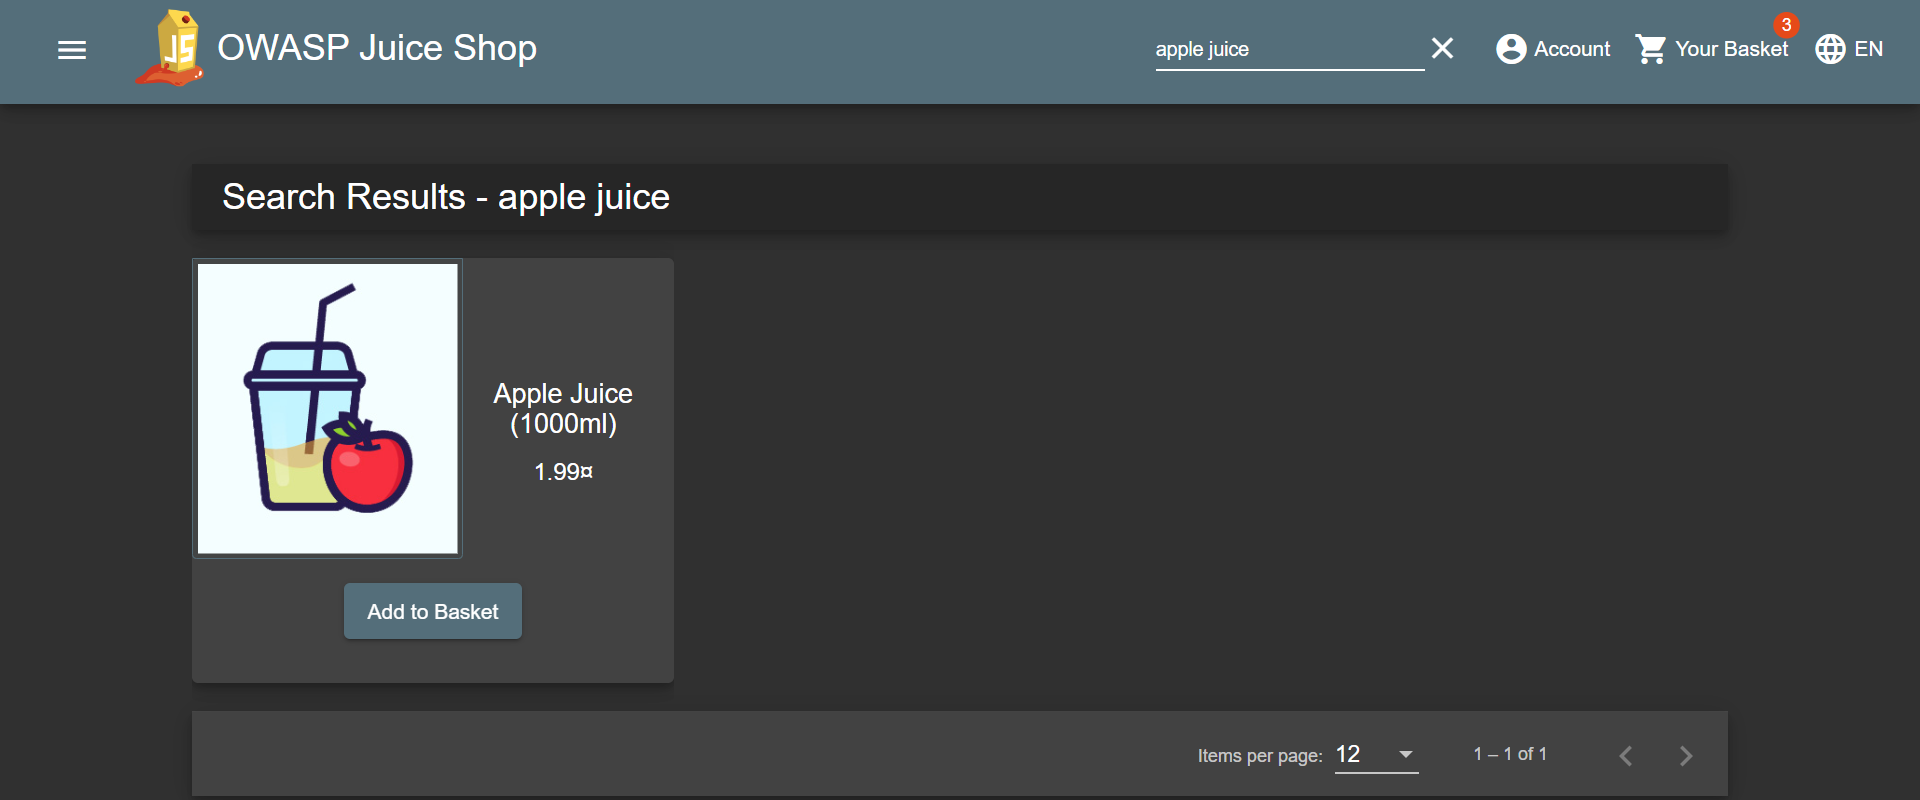 JS
OWASP Juice Shop
apple juice
Account
3
Your Basket
EN
Search Results - apple juice
Apple Juice
(1000ml)
1.99¤
Add to Basket
Items per page: 12
1 – 1 of 1